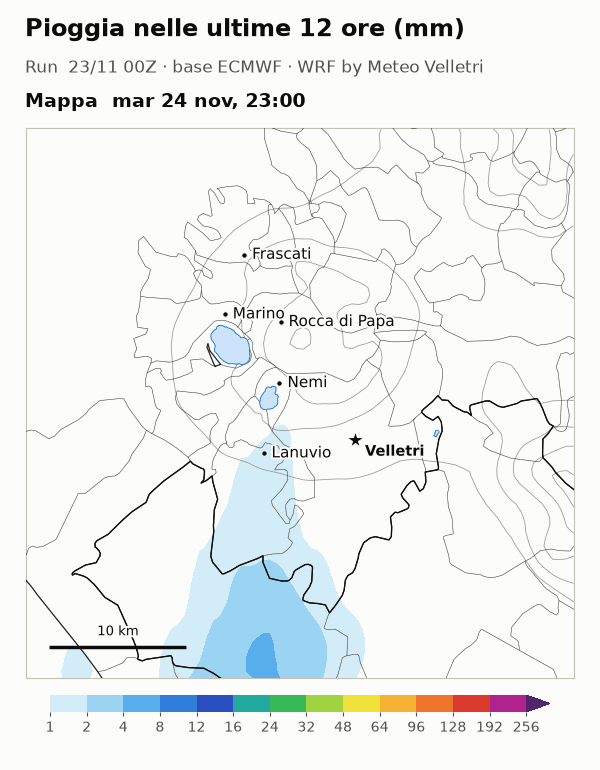 Pioggia nelle ultime 12 ore (mm)
Run  23/11 00Z · base ECMWF · WRF by Meteo Velletri
Mappa  mar 24 nov, 23:00
Frascati
Marino
Rocca di Papa
Nemi
Velletri
Lanuvio
10 km
1 2 4 8 12 16 24 32 48 64 96 128 192 256